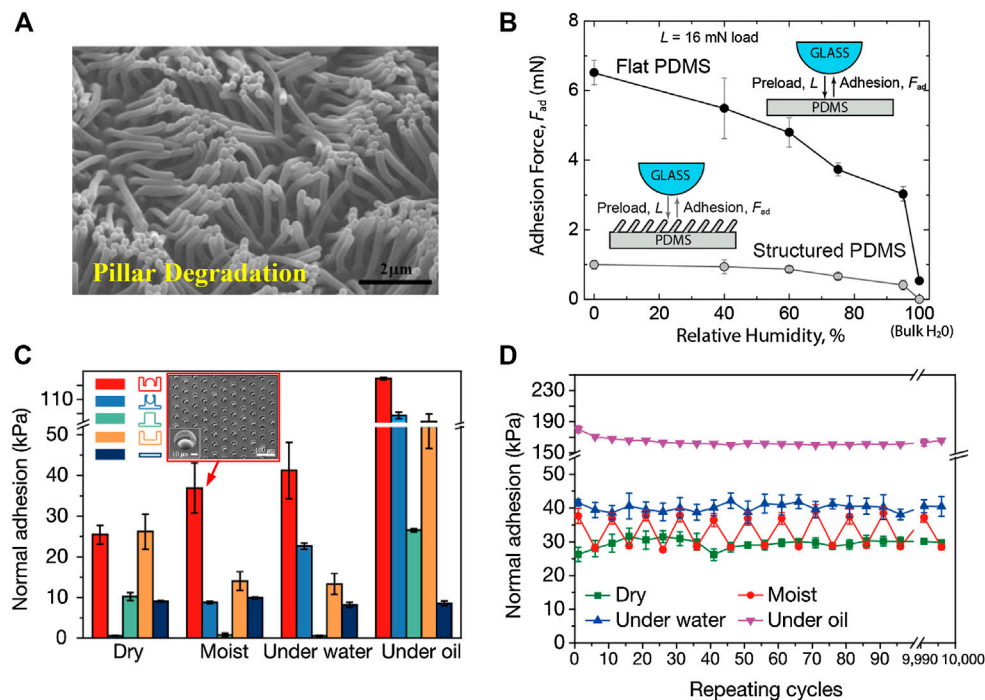 A
Pillar Degradation
2μm
B
L = 16 mN load
Flat PDMS
GLASS
Preload, L
Adhesion, Fad
PDMS
GLASS
Preload, L
Adhesion, Fad
PDMS
Structured PDMS
Adhesion Force, Fad (mN)
8
6
4
2
0
0
20
40
60
80
100
(Bulk H₂0)
Relative Humidity, %
C
Normal adhesion (kPa)
110
50
40
30
20
10
0
10 μm
100 μm
Dry
Moist
Under water
Under oil
D
Normal adhesion (kPa)
250
230
190
150
50
40
30
20
10
0
Dry
Moist
Under water
Under oil
0
10
20
30
40
50
60
70
80
90
9,990
10,000
Repeating cycles